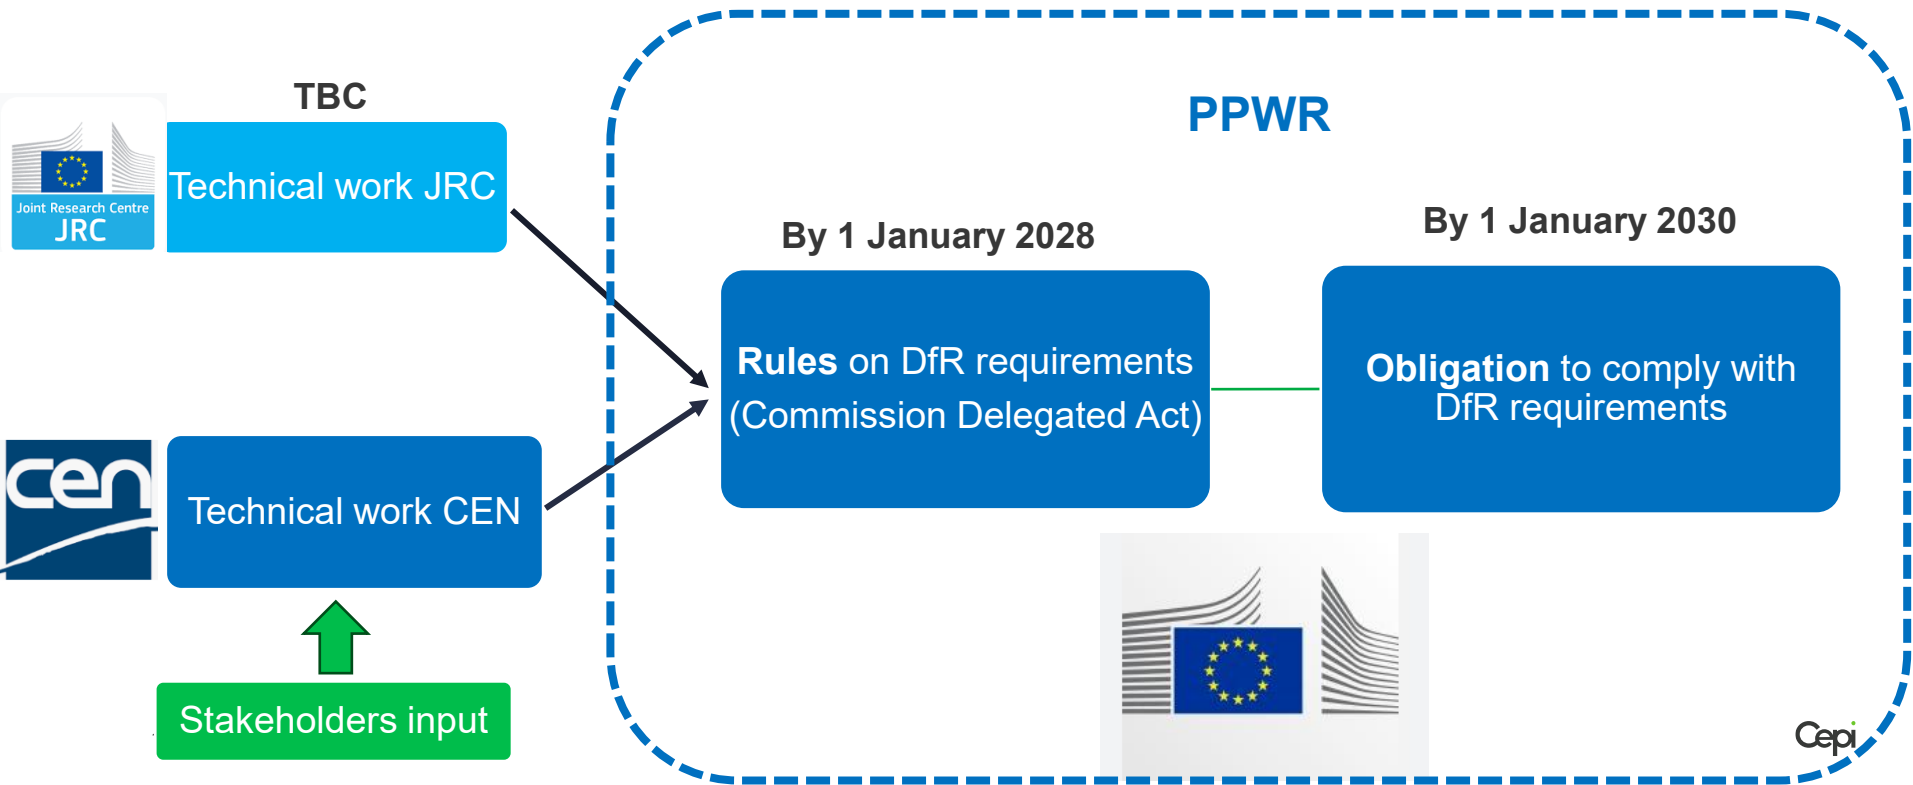 TBC
Technical work JRC
Joint Research Centre
JRC
PPWR
By 1 January 2028
By 1 January 2030
Rules on DfR requirements
(Commission Delegated Act)
Obligation to comply with
DfR requirements
cen
Technical work CEN
Stakeholders input
Cepi